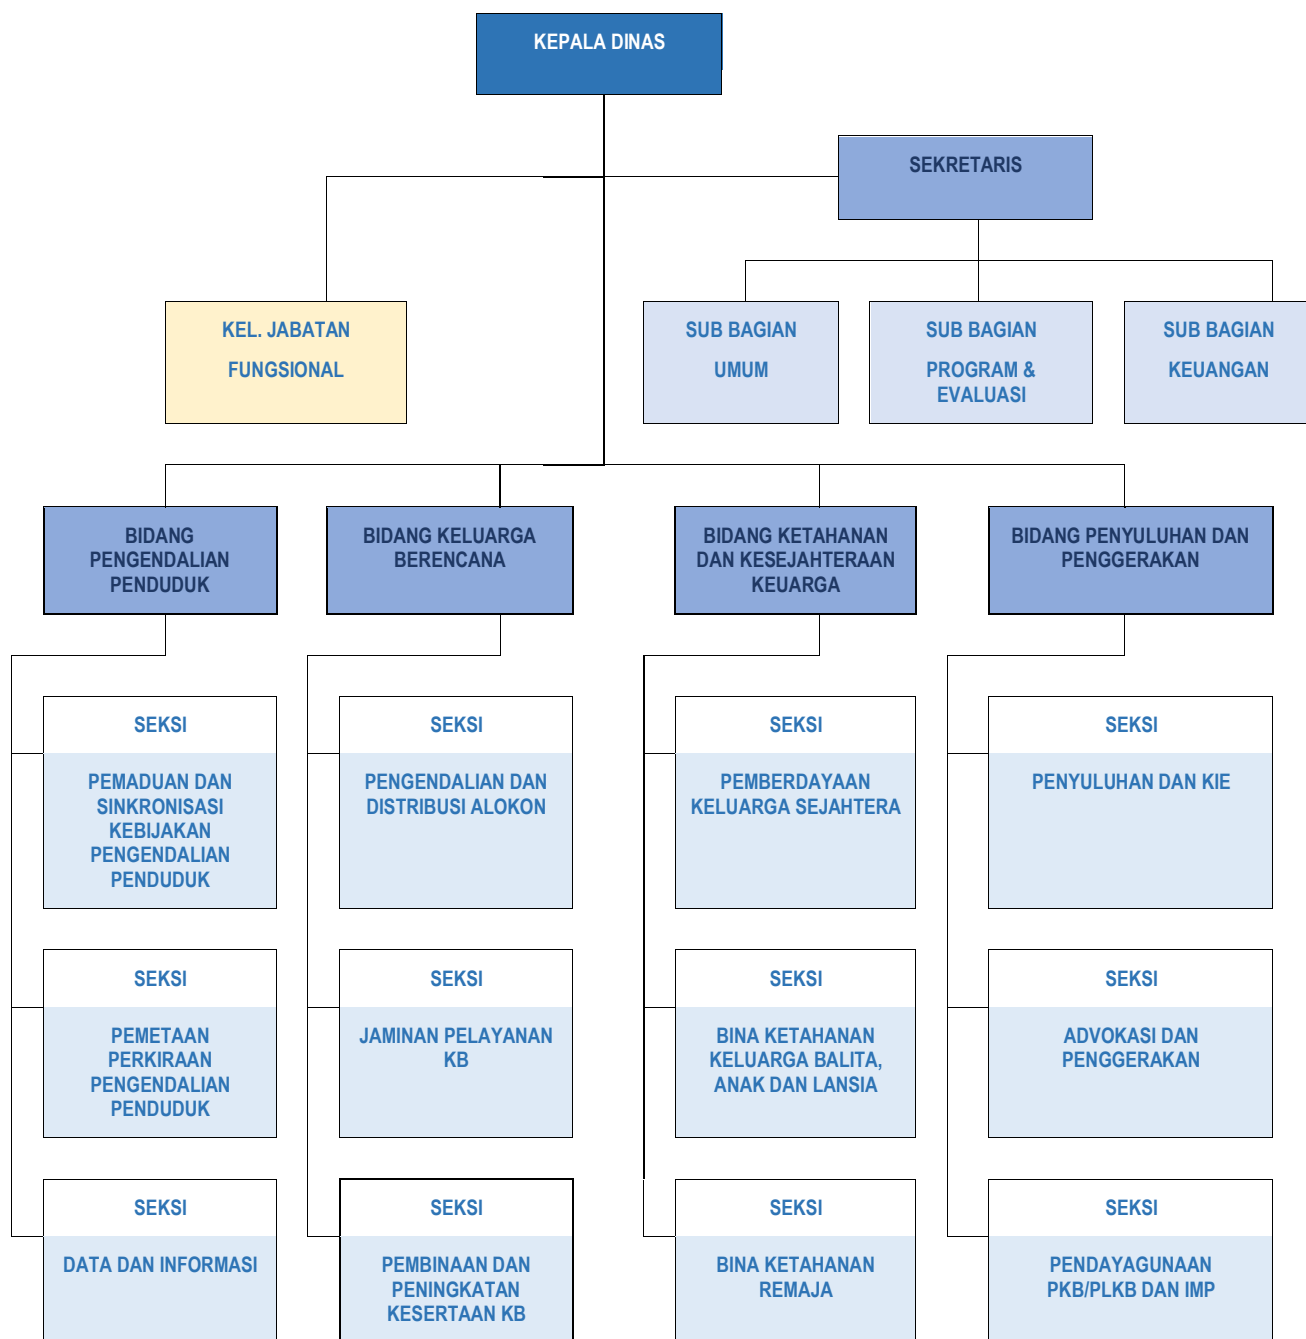 KEPALA DINAS
SEKRETARIS
KEL. JABATAN
FUNGSIONAL
SUB BAGIAN
UMUM
SUB BAGIAN
PROGRAM &
EVALUASI
SUB BAGIAN
KEUANGAN
BIDANG
PENGENDALIAN
PENDUDUK
BIDANG KELUARGA
BERENCANA
BIDANG KETAHANAN
DAN KESEJAHTERAAN
KEUARGA
BIDANG PENYULUHAN DAN
PENGGERAKAN
SEKSI
PEMADUAN DAN
SINKRONISASI
KEBIJAKAN
PENGENDALIAN
PENDUDUK
SEKSI
PENGENDALIAN DAN
DISTRIBUSI ALOKON
SEKSI
PEMBERDAYAAN
KELUARGA SEJAHTERA
SEKSI
PENYULUHAN DAN KIE
SEKSI
PEMETAAN
PERKIRAAN
PENGENDALIAN
PENDUDUK
SEKSI
JAMINAN PELAYANAN
KB
SEKSI
BINA KETAHANAN
KELUARGA BALITA,
ANAK DAN LANSIA
SEKSI
ADVOKASI DAN
PENGGERAKAN
SEKSI
DATA DAN INFORMASI
SEKSI
PEMBINAAN DAN
PENINGKATAN
KESERTAAN KB
SEKSI
BINA KETAHANAN
REMAJA
SEKSI
PENDAYAGUNAAN
PKB/PLKB DAN IMP